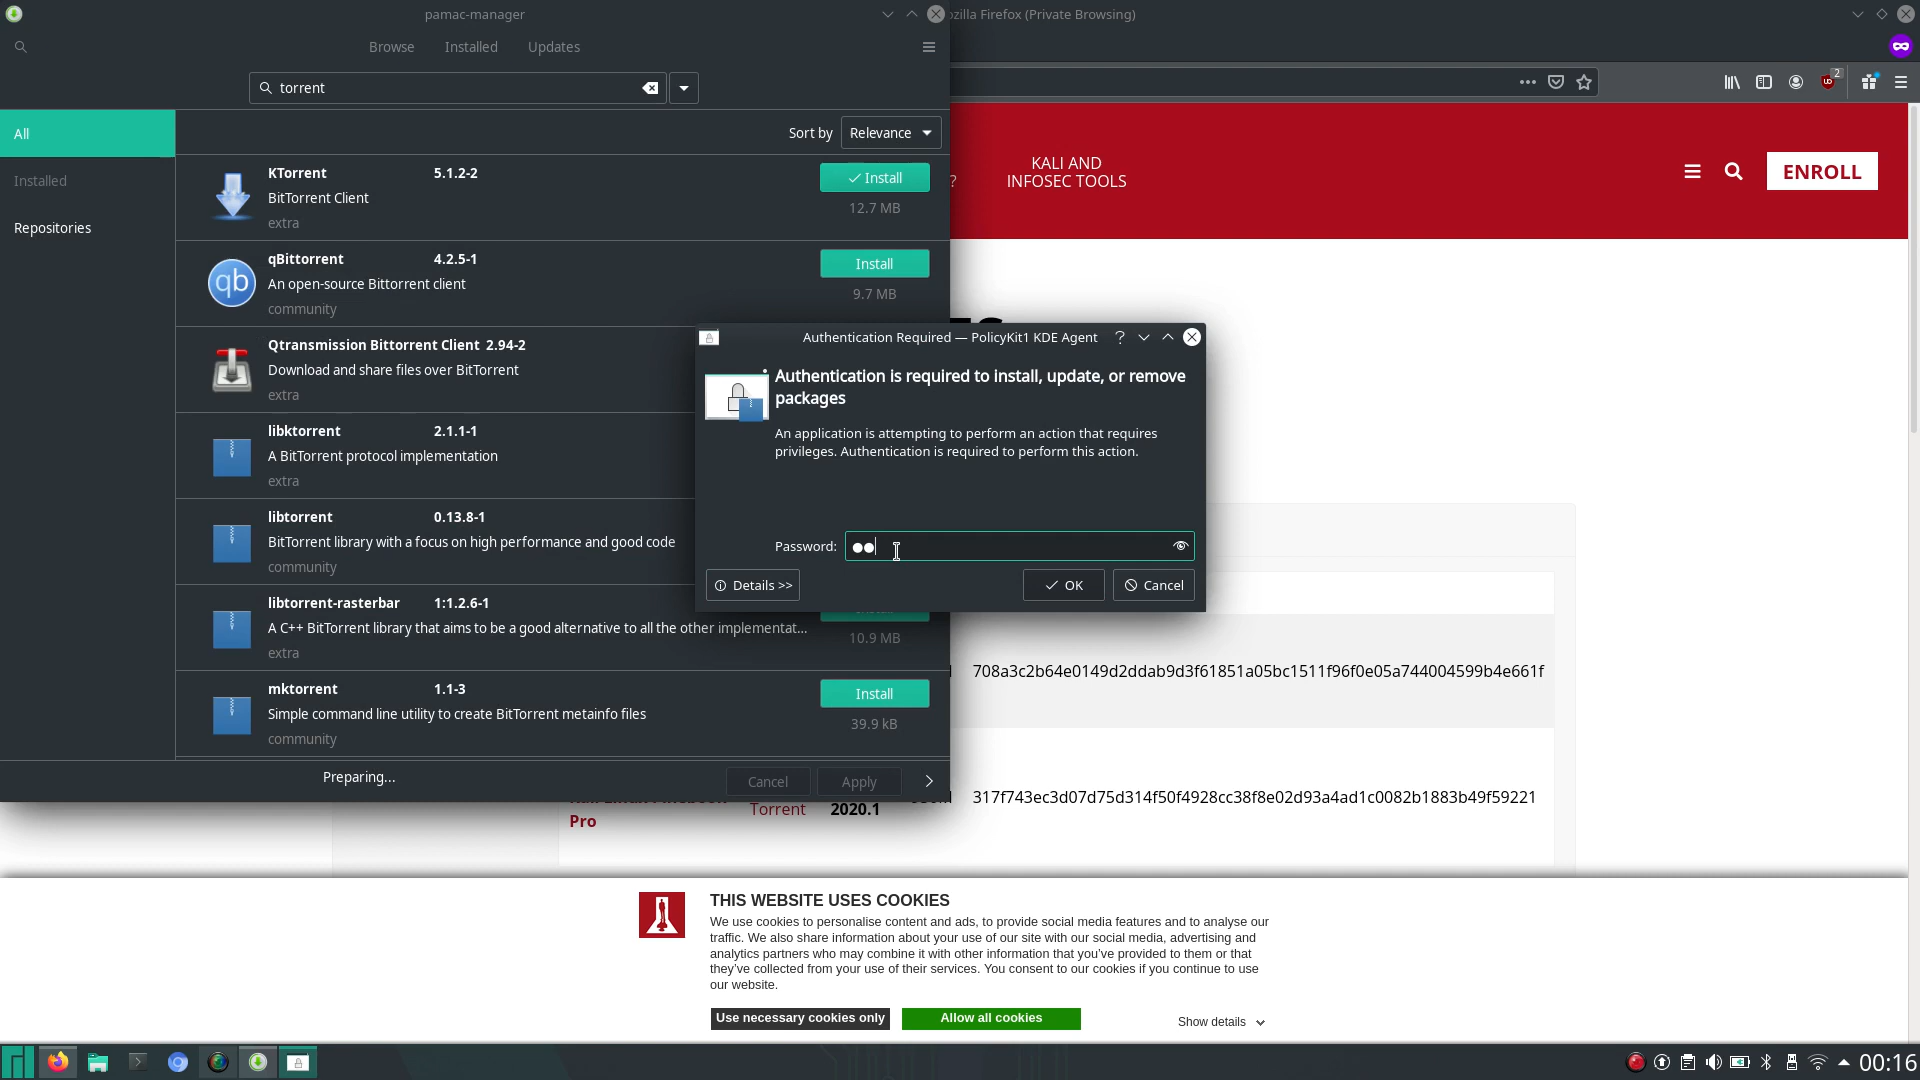 pamac-manager
ozilla Firefox (Private Browsing)
Browse
Installed
Updates
torrent
2
All
Installed
Repositories
Sort by
Relevance
KTorrent 5.1.2-2
BitTorrent Client
extra
Install
12.7 MB
qBittorrent 4.2.5-1
An open-source Bittorrent client
community
Install
9.7 MB
Qtransmission Bittorrent Client 2.94-2
Download and share files over BitTorrent
extra
libktorrent 2.1.1-1
A BitTorrent protocol implementation
extra
libtorrent 0.13.8-1
BitTorrent library with a focus on high performance and good code
community
libtorrent-rasterbar 1:1.2.6-1
A C++ BitTorrent library that aims to be a good alternative to all the other implementat...
extra
10.9 MB
mktorrent 1.1-3
Simple command line utility to create BitTorrent metainfo files
community
Install
39.9 kB
Preparing...
Cancel
Apply
?
KALI AND
INFOSEC TOOLS
ENROLL
Authentication Required — PolicyKit1 KDE Agent
Authentication is required to install, update, or remove
packages
An application is attempting to perform an action that requires
privileges. Authentication is required to perform this action.
Password:
Details >>
OK
Cancel
708a3c2b64e0149d2ddab9d3f61851a05bc1511f96f0e05a744004599b4e661f
317f743ec3d07d75d314f50f4928cc38f8e02d93a4ad1c0082b1883b49f59221
Pro
Torrent
2020.1
THIS WEBSITE USES COOKIES
We use cookies to personalise content and ads, to provide social media features and to analyse our
traffic. We also share information about your use of our site with our social media, advertising and
analytics partners who may combine it with other information that you've provided to them or that
they've collected from your use of their services. You consent to our cookies if you continue to use
our website.
Use necessary cookies only
Allow all cookies
Show details
00:16